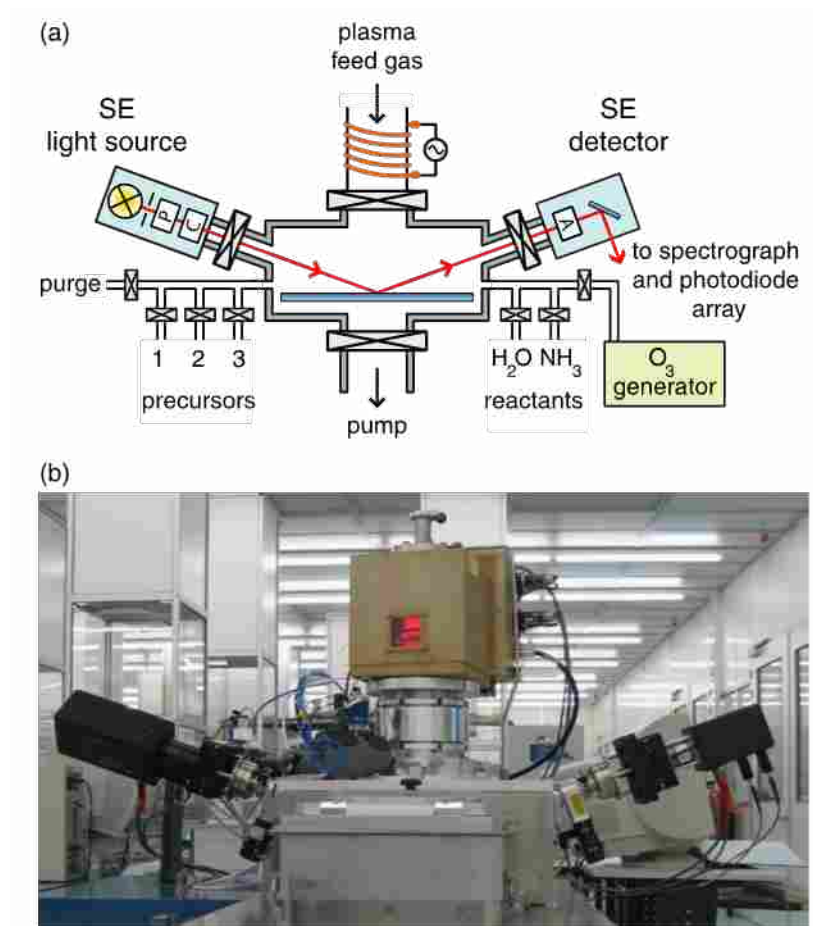 (a)
plasma
feed gas
SE
light source
SE
detector
P
C
A
to spectrograph
and photodiode
array
purge
1 2 3
precursors
H₂O NH₃
reactants
O₃
generator
pump
(b)